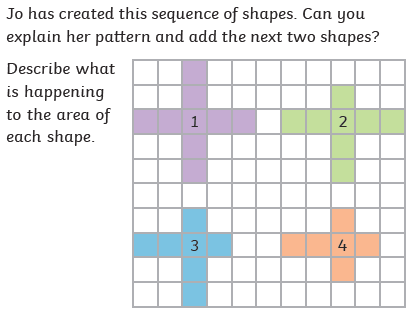 Jo has created this sequence of shapes. Can you
explain her pattern and add the next two shapes?
Describe what
is happening
to the area of
each shape.
1
2
3
4